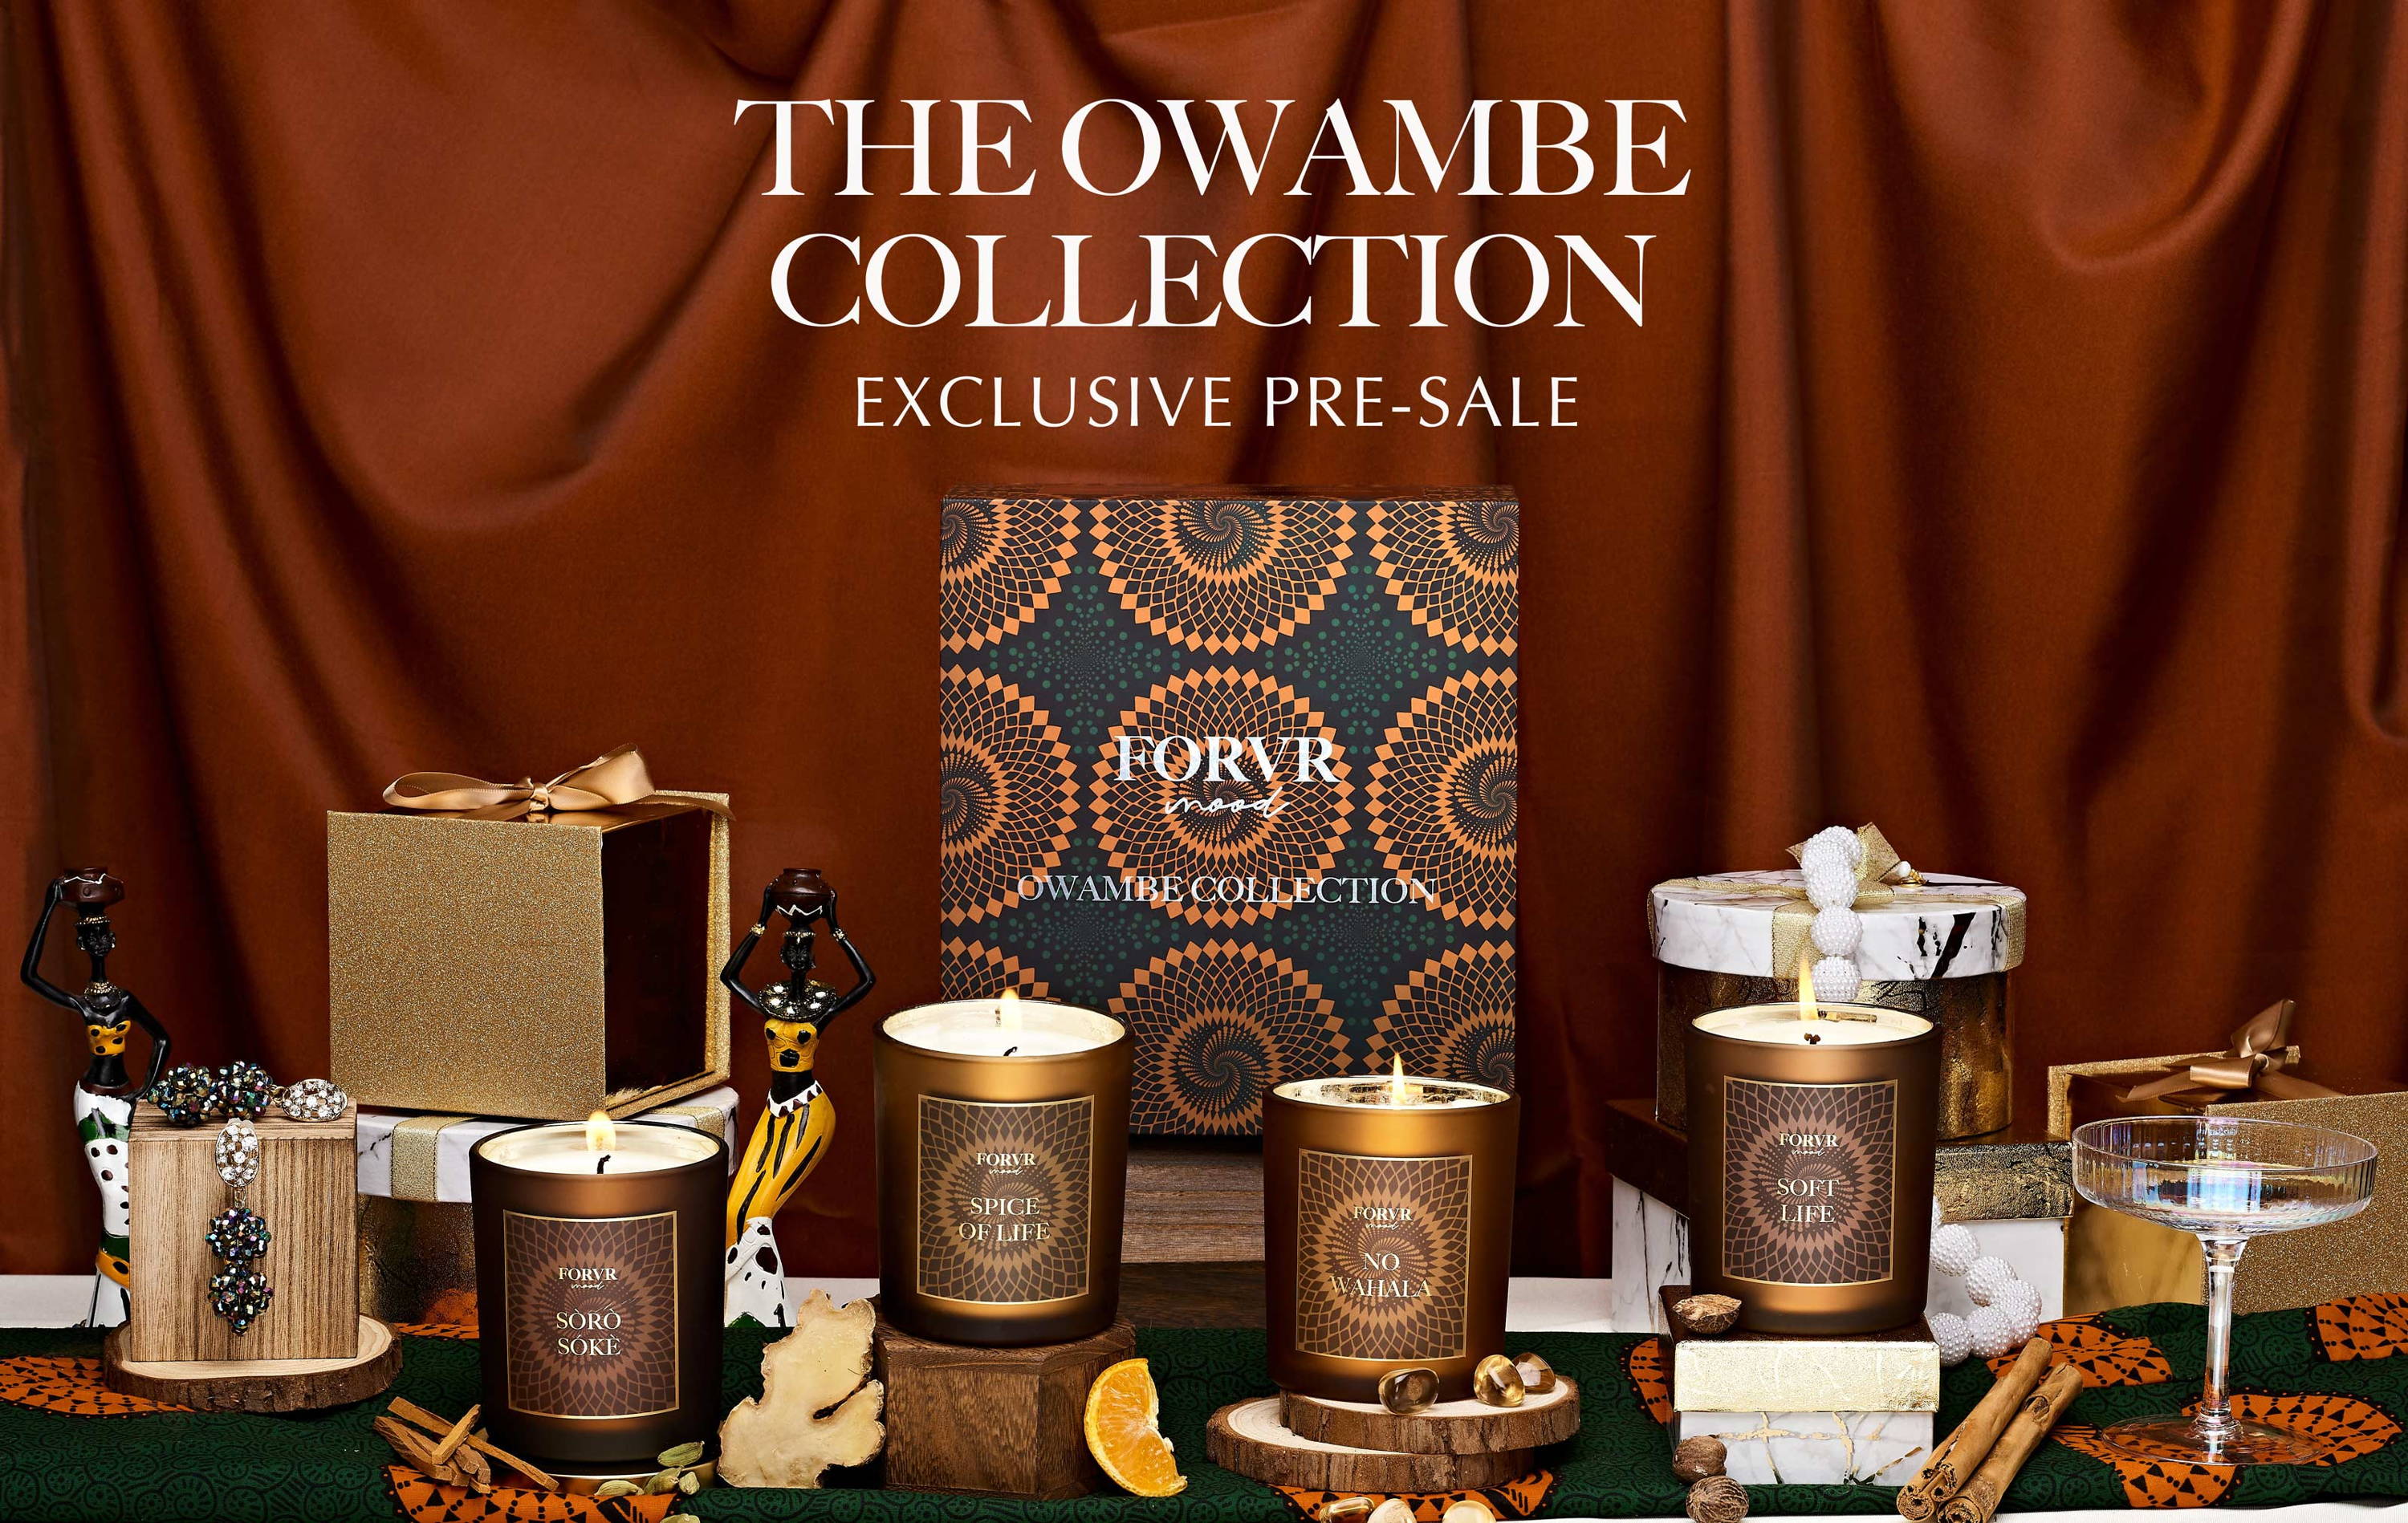 THE OWAMBE
COLLECTION
EXCLUSIVE PRE-SALE
FORVR
mood
OWAMBE COLLECTION
FORVR
mood
SÒRÒ
SÓKÈ
FORVR
mood
SPICE
OF LIFE
FORVR
mood
NO
WAHALA
FORVR
mood
SOFT
LIFE